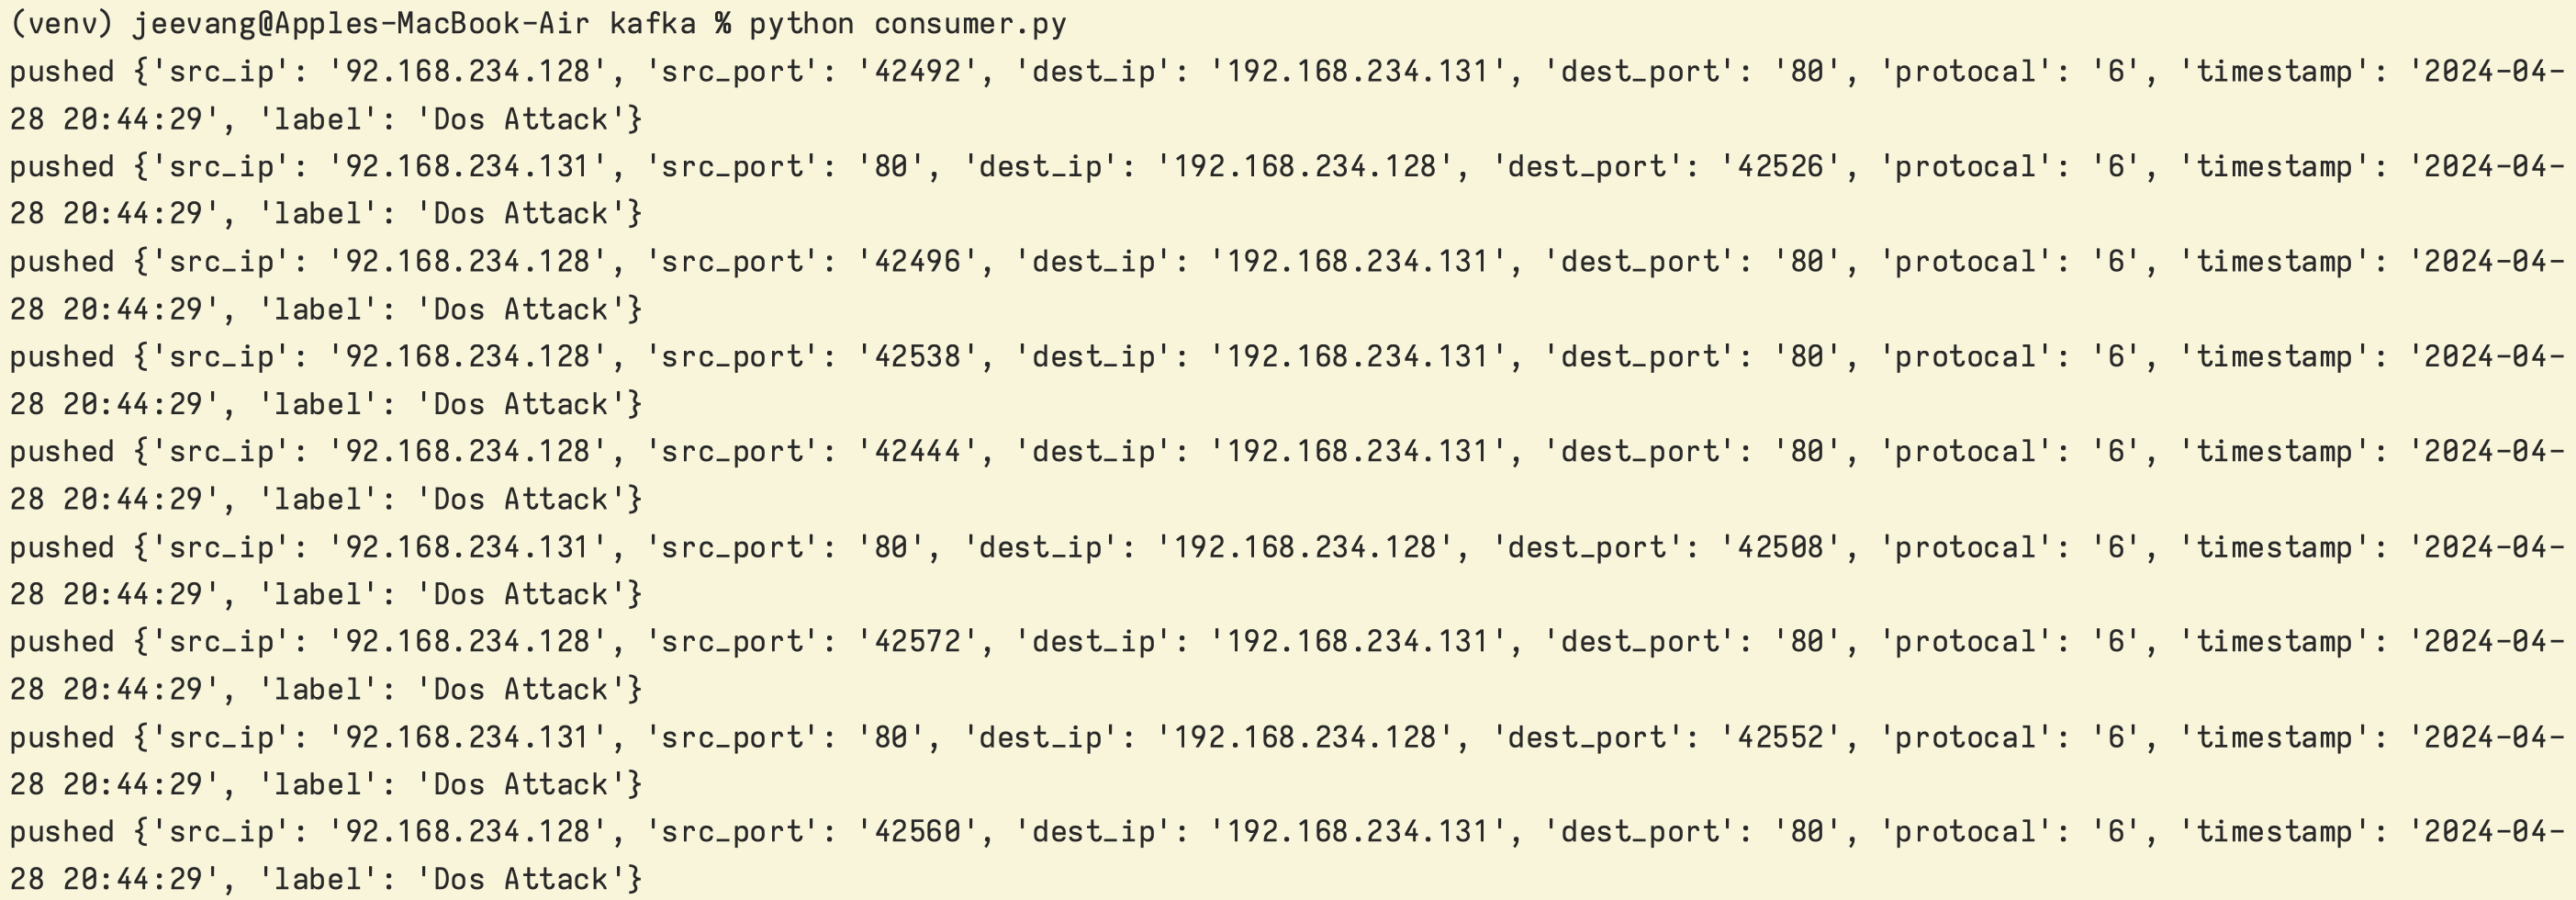 (venv) jeevang@Apples-MacBook-Air kafka % python consumer.py
pushed {'src_ip': '92.168.234.128', 'src_port': '42492', 'dest_ip': '192.168.234.131', 'dest_port': '80', 'protocal': '6', 'timestamp': '2024-04-
28 20:44:29', 'label': 'Dos Attack'}
pushed {'src_ip': '92.168.234.131', 'src_port': '80', 'dest_ip': '192.168.234.128', 'dest_port': '42526', 'protocal': '6', 'timestamp': '2024-04-
28 20:44:29', 'label': 'Dos Attack'}
pushed {'src_ip': '92.168.234.128', 'src_port': '42496', 'dest_ip': '192.168.234.131', 'dest_port': '80', 'protocal': '6', 'timestamp': '2024-04-
28 20:44:29', 'label': 'Dos Attack'}
pushed {'src_ip': '92.168.234.128', 'src_port': '42538', 'dest_ip': '192.168.234.131', 'dest_port': '80', 'protocal': '6', 'timestamp': '2024-04-
28 20:44:29', 'label': 'Dos Attack'}
pushed {'src_ip': '92.168.234.128', 'src_port': '42444', 'dest_ip': '192.168.234.131', 'dest_port': '80', 'protocal': '6', 'timestamp': '2024-04-
28 20:44:29', 'label': 'Dos Attack'}
pushed {'src_ip': '92.168.234.131', 'src_port': '80', 'dest_ip': '192.168.234.128', 'dest_port': '42508', 'protocal': '6', 'timestamp': '2024-04-
28 20:44:29', 'label': 'Dos Attack'}
pushed {'src_ip': '92.168.234.128', 'src_port': '42572', 'dest_ip': '192.168.234.131', 'dest_port': '80', 'protocal': '6', 'timestamp': '2024-04-
28 20:44:29', 'label': 'Dos Attack'}
pushed {'src_ip': '92.168.234.131', 'src_port': '80', 'dest_ip': '192.168.234.128', 'dest_port': '42552', 'protocal': '6', 'timestamp': '2024-04-
28 20:44:29', 'label': 'Dos Attack'}
pushed {'src_ip': '92.168.234.128', 'src_port': '42560', 'dest_ip': '192.168.234.131', 'dest_port': '80', 'protocal': '6', 'timestamp': '2024-04-
28 20:44:29', 'label': 'Dos Attack'}